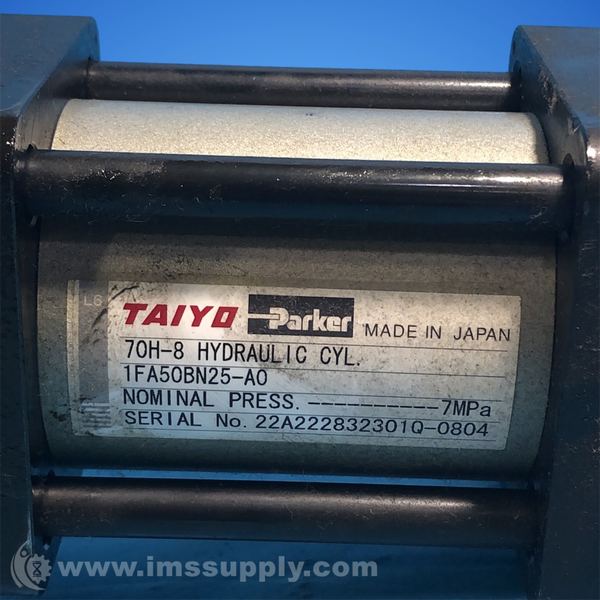 LG
TAIYO Parker MADE IN JAPAN
70H-8 HYDRAULIC CYL.
1FA50BN25-A0
NOMINAL PRESS. ----------7MPa
SERIAL No. 22A222832301Q-0804
www.imssupply.com